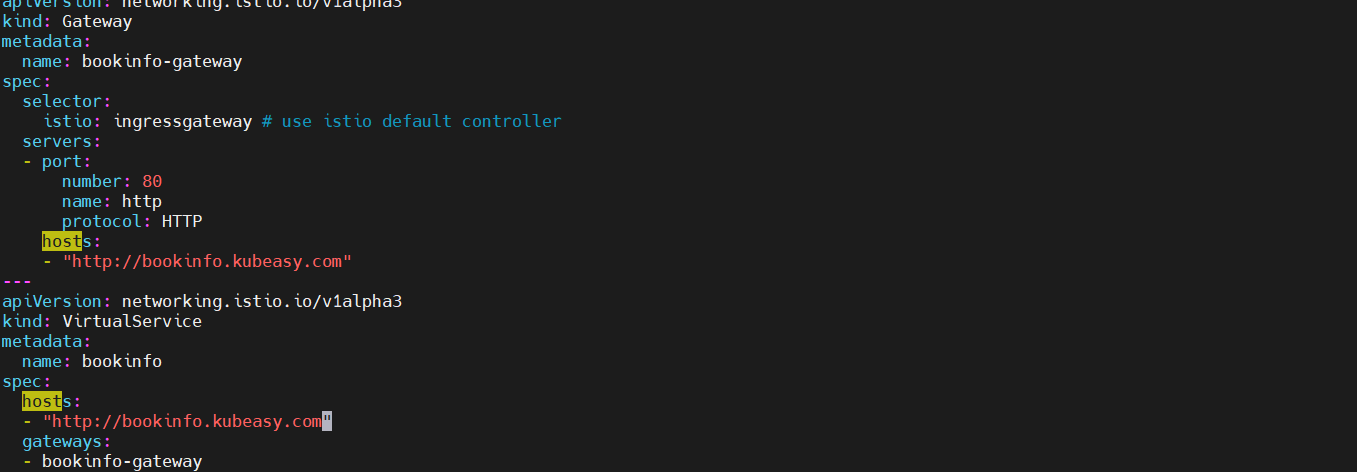 apiVersion: networking.istio.io/v1alpha3
kind: Gateway
metadata:
  name: bookinfo-gateway
spec:
  selector:
    istio: ingressgateway # use istio default controller
  servers:
  - port:
      number: 80
      name: http
      protocol: HTTP
    hosts:
    - "http://bookinfo.kubeasy.com"
---
apiVersion: networking.istio.io/v1alpha3
kind: VirtualService
metadata:
  name: bookinfo
spec:
  hosts:
  - "http://bookinfo.kubeasy.com"
  gateways:
  - bookinfo-gateway